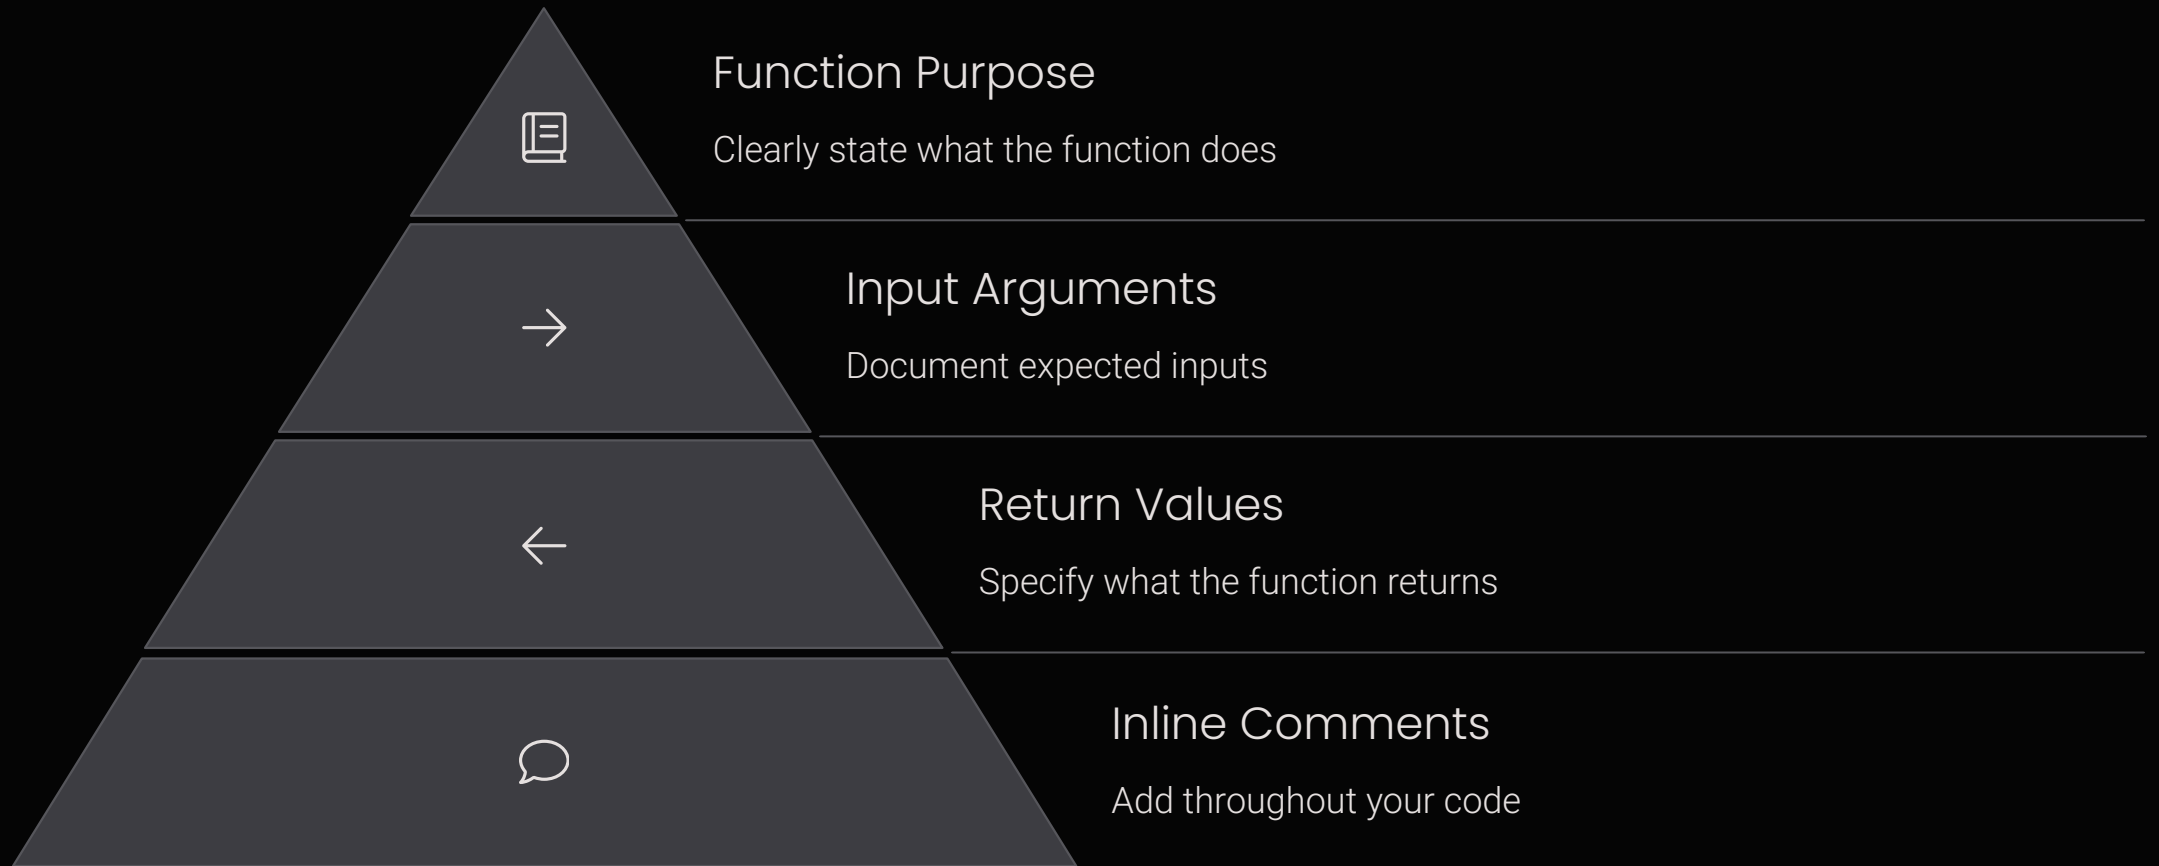 Function Purpose
Clearly state what the function does
Input Arguments
Document expected inputs
Return Values
Specify what the function returns
Inline Comments
Add throughout your code